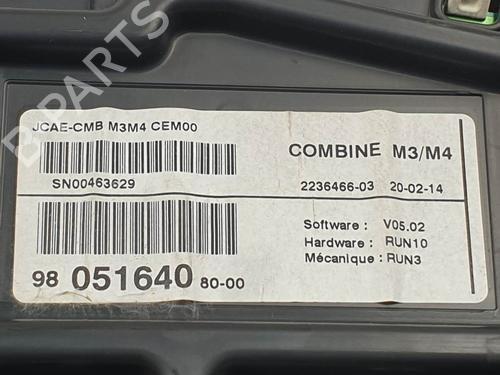 JCAE-CMB M3M4 CEM00
SN00463629
98 051640 80-00
COMBINE M3/M4
2236466-03 20-02-14
Software : V05.02
Hardware : RUN10
Mécanique : RUN3